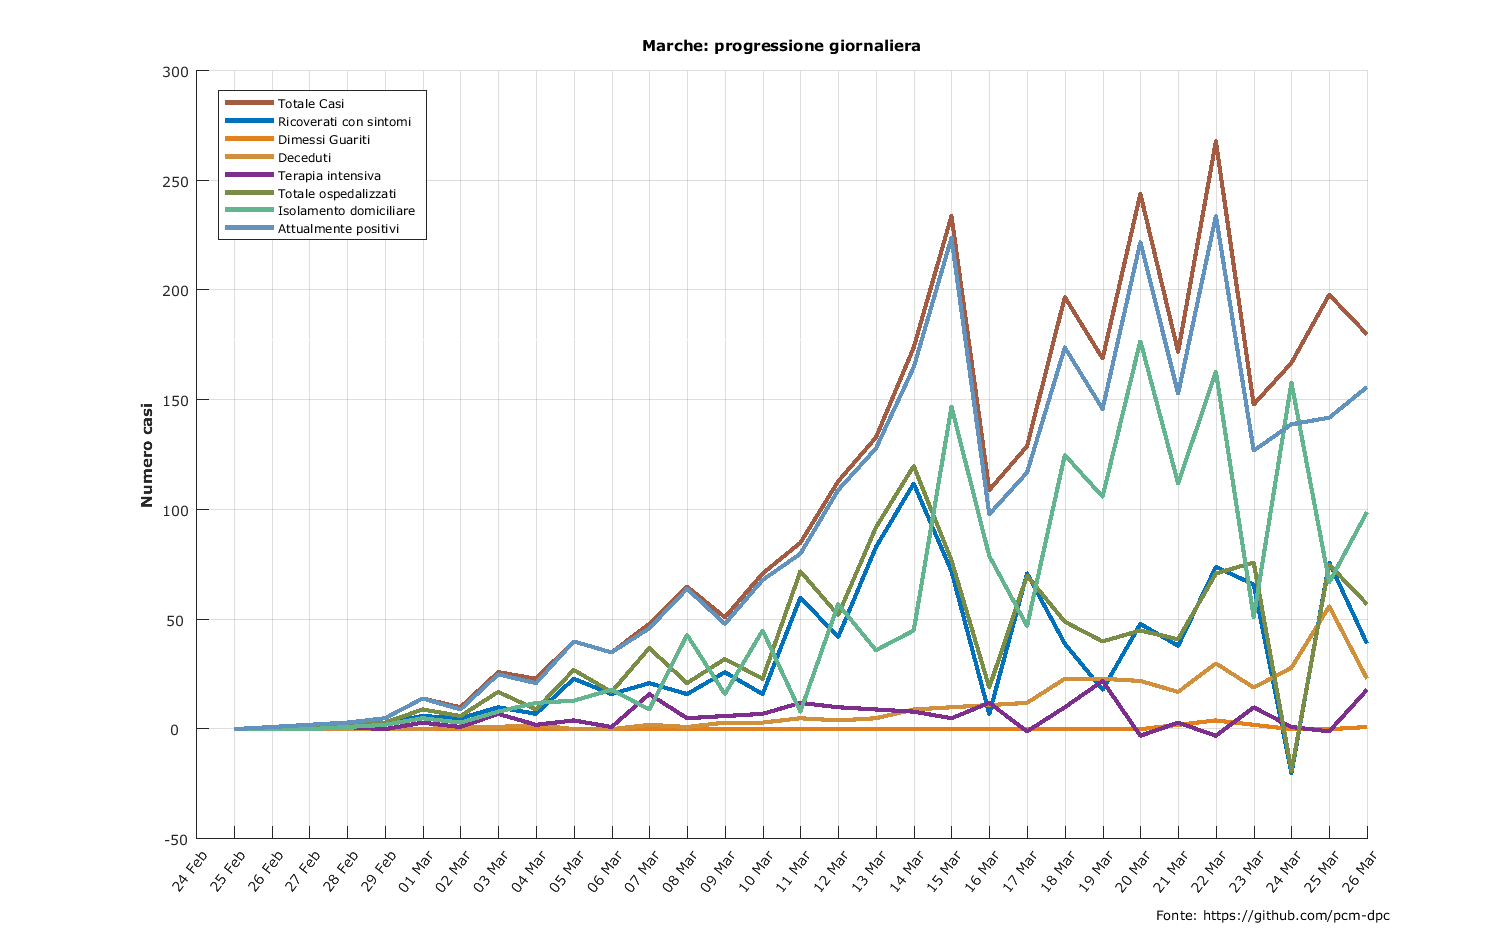 Marche: progressione giornaliera
300
250
200
150
100
50
0
-50
Numero casi
Totale Casi
Ricoverati con sintomi
Dimessi Guariti
Deceduti
Terapia intensiva
Totale ospedalizzati
Isolamento domiciliare
Attualmente positivi
24 Feb
25 Feb
26 Feb
27 Feb
28 Feb
29 Feb
01 Mar
02 Mar
03 Mar
04 Mar
05 Mar
06 Mar
07 Mar
08 Mar
09 Mar
10 Mar
11 Mar
12 Mar
13 Mar
14 Mar
15 Mar
16 Mar
17 Mar
18 Mar
19 Mar
20 Mar
21 Mar
22 Mar
23 Mar
24 Mar
25 Mar
26 Mar
Fonte: https://github.com/pcm-dpc